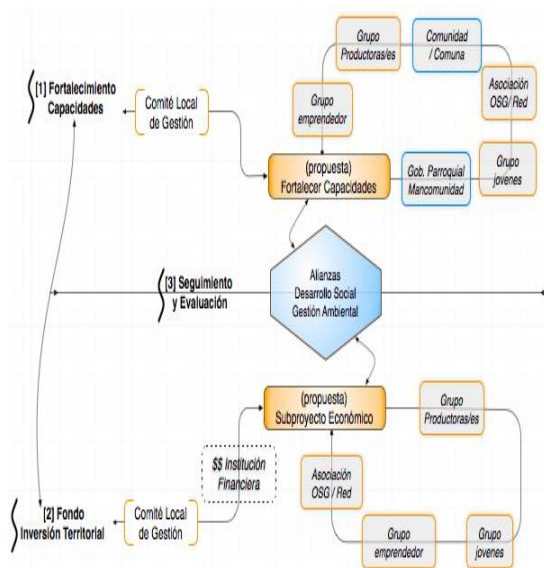 Grupo
Productoras/es
Comunidad
/ Comuna
[1] Fortalecimiento
Capacidades
Comité Local
de Gestión
Grupo
emprendedor
Asociación
OSG/ Red
(propuesta)
Fortalecer Capacidades
Gob. Parroquial
Mancomunidad
Grupo
jovenes
[3] Seguimiento
y Evaluación
Alianzas
Desarrollo Social
Gestión Ambiental
(propuesta)
Subproyecto Económico
Grupo
Productoras/es
$$ Institución
Financiera
Asociación
OSG / Red
[2] Fondo
Inversión Territorial
Comité Local
de Gestión
Grupo
emprendedor
Grupo
jovenes